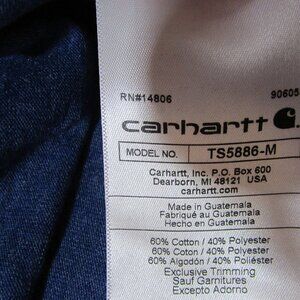 RN#14806 90605
carhartt
MODEL NO. TS5886-M
Carhartt, Inc. P.O. Box 600
Dearborn, MI 48121 USA
carhartt.com
Made in Guatemala
Fabriqué au Guatemala
Hecho en Guatemala
60% Cotton / 40% Polyester
60% Coton / 40% Polyester
60% Algodón / 40% Poliéster
Exclusive Trimming
Sauf Garnitures
Excepto Adorno